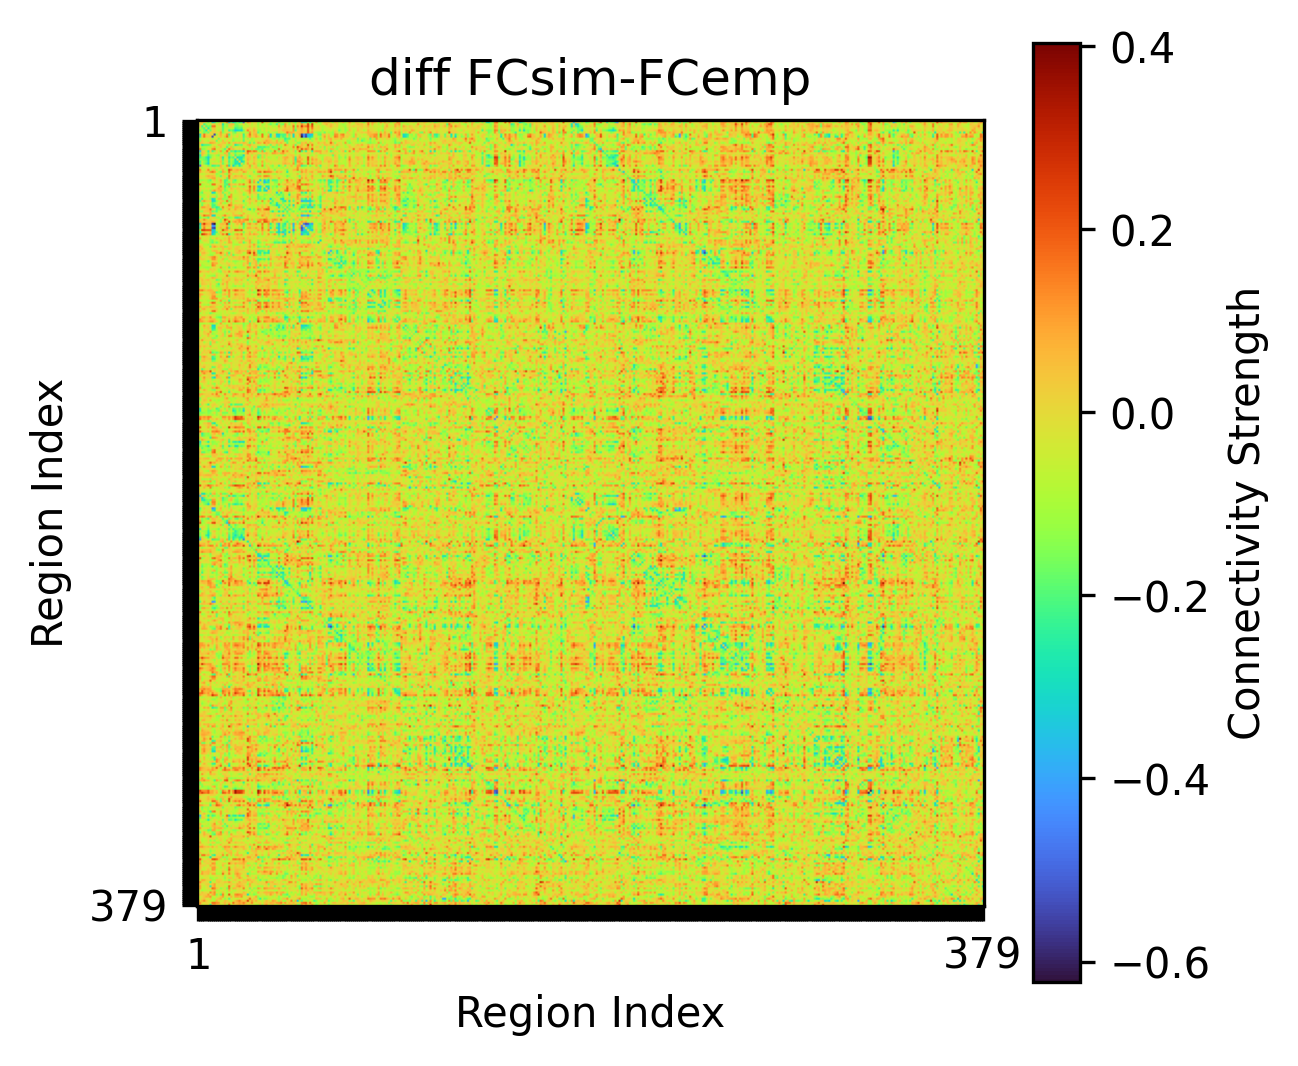 diff FCsim-FCemp
1
379
Region Index
1
379
Region Index
0.4
0.2
0.0
−0.2
−0.4
−0.6
Connectivity Strength